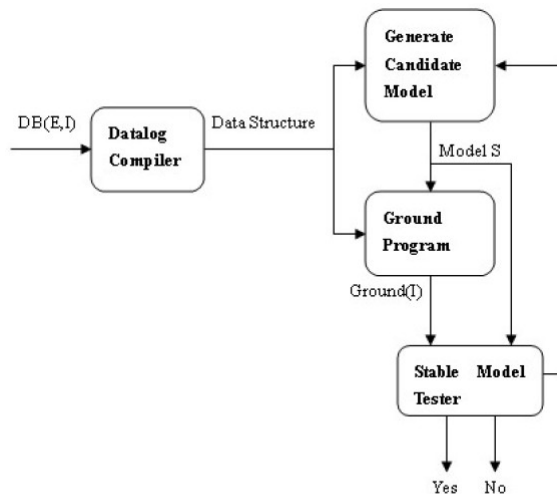 Generate
Candidate
Model
DB(E,I)
Datalog
Compiler
Data Structure
Model S
Ground
Program
Ground(I)
Stable Model
Tester
Yes No